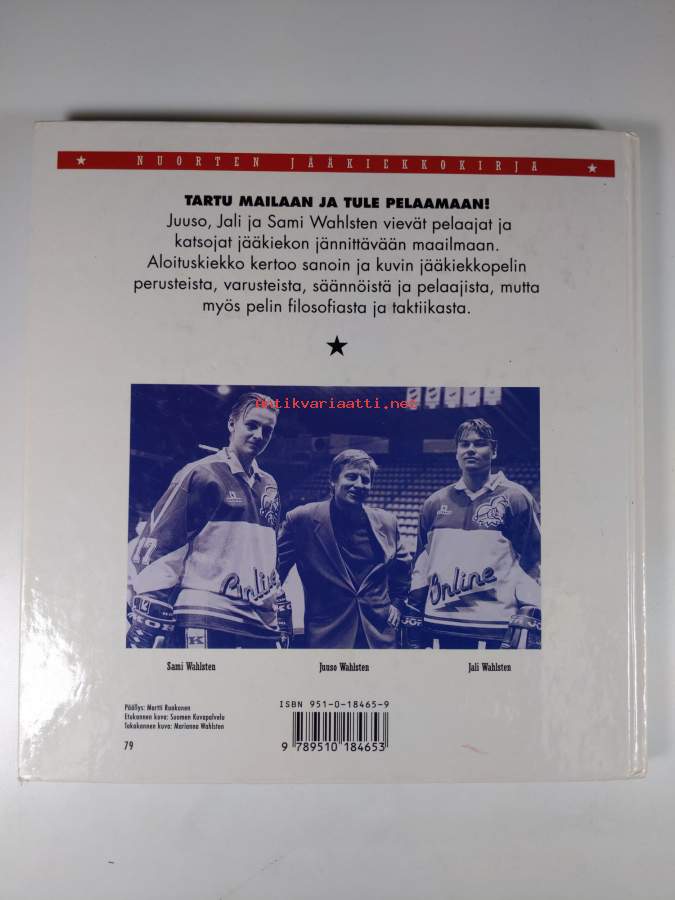 ★ NUORTEN JÄÄKIEKKOKIRJA ★
TARTU MAILAAN JA TULE PELAAMAAN!
Juuso, Jali ja Sami Wahlsten vievät pelaajat ja
katsojat jääkiekon jännittävään maailmaan.
Aloituskiekko kertoo sanoin ja kuvin jääkiekkopelin
perusteista, varusteista, säännöistä ja pelaajista, mutta
myös pelin filosofiasta ja taktiikasta.
★
antikvariaatti.net
17
Online
Online
KOHO
Sami Wahlsten
Juuso Wahlsten
Jali Wahlsten
Päällys: Martti Ruokonen
Etukannen kuva: Suomen Kuvapalvelu
Takakannen kuva: Marianna Wahlsten
79
ISBN 951-0-18465-9
9 789510 184653